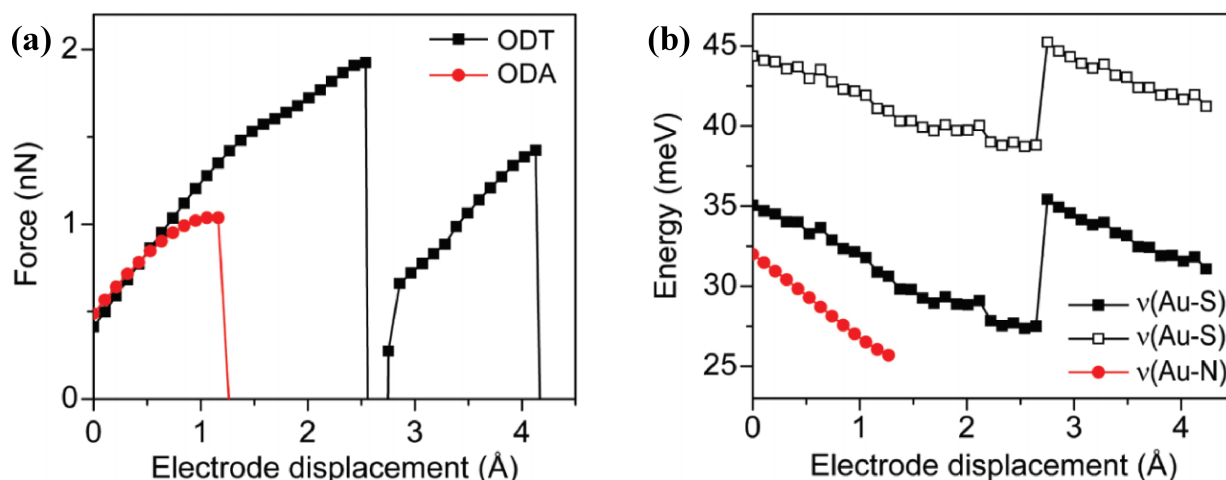 (a)
ODT
ODA
Force (nN)
2
1
0
0 1 2 3 4
Electrode displacement (Å)
(b)
Energy (meV)
45
40
35
30
25
ν(Au-S)
ν(Au-S)
ν(Au-N)
0 1 2 3 4
Electrode displacement (Å)